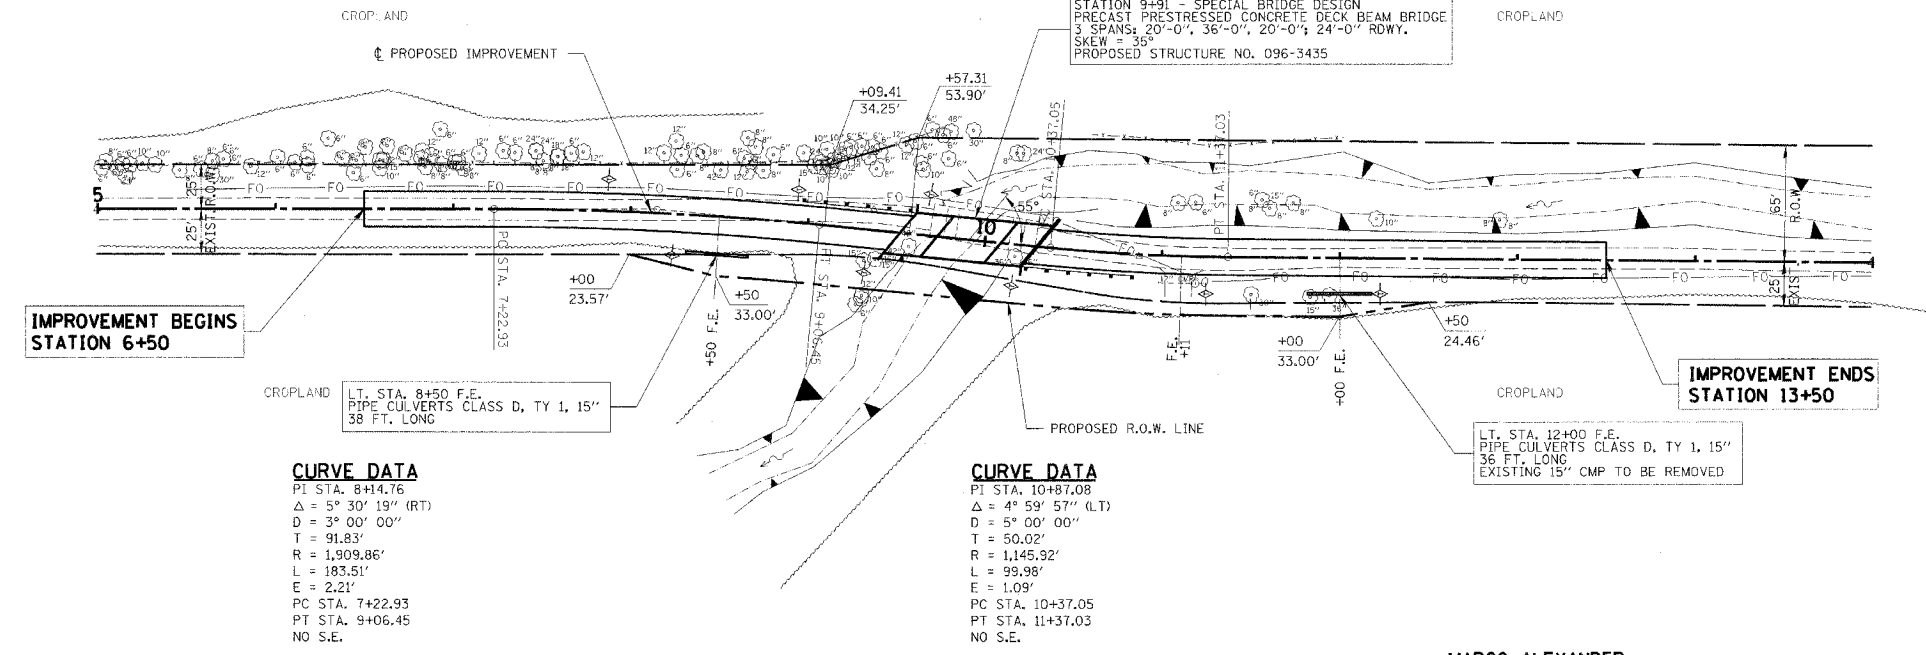 CROPLAND
STATION 9+91 - SPECIAL BRIDGE DESIGN
PRECAST PRESTRESSED CONCRETE DECK BEAM BRIDGE
3 SPANS: 20'-0", 36'-0", 20'-0"; 24'-0" RDWY.
SKEW = 35°
PROPOSED STRUCTURE NO. 096-3435
CROPLAND
℄ PROPOSED IMPROVEMENT
+09.41
34.25'
+57.31
53.90'
STA. 10+37.05
PT STA. 11+37.03
5
25'
25'
EXIST. R.O.W.
FO
10
55°
65'
25'
EXIST R.O.W.
PC STA. 7+22.93
+00
23.57'
+50
33.00'
+50 F.E.
PT STA. 9+06.45
F.E.
+11
+00
33.00'
+00 F.E.
+50
24.46'
IMPROVEMENT BEGINS
STATION 6+50
IMPROVEMENT ENDS
STATION 13+50
CROPLAND
LT. STA. 8+50 F.E.
PIPE CULVERTS CLASS D, TY 1, 15"
38 FT. LONG
PROPOSED R.O.W. LINE
CROPLAND
LT. STA. 12+00 F.E.
PIPE CULVERTS CLASS D, TY 1, 15"
36 FT. LONG
EXISTING 15" CMP TO BE REMOVED
CURVE DATA
PI STA. 8+14.76
Δ = 5° 30' 19" (RT)
D = 3° 00' 00"
T = 91.83'
R = 1,909.86'
L = 183.51'
E = 2.21'
PC STA. 7+22.93
PT STA. 9+06.45
NO S.E.
CURVE DATA
PI STA. 10+87.08
Δ = 4° 59' 57" (LT)
D = 5° 00' 00"
T = 50.02'
R = 1,145.92'
L = 99.98'
E = 1.09'
PC STA. 10+37.05
PT STA. 11+37.03
NO S.E.